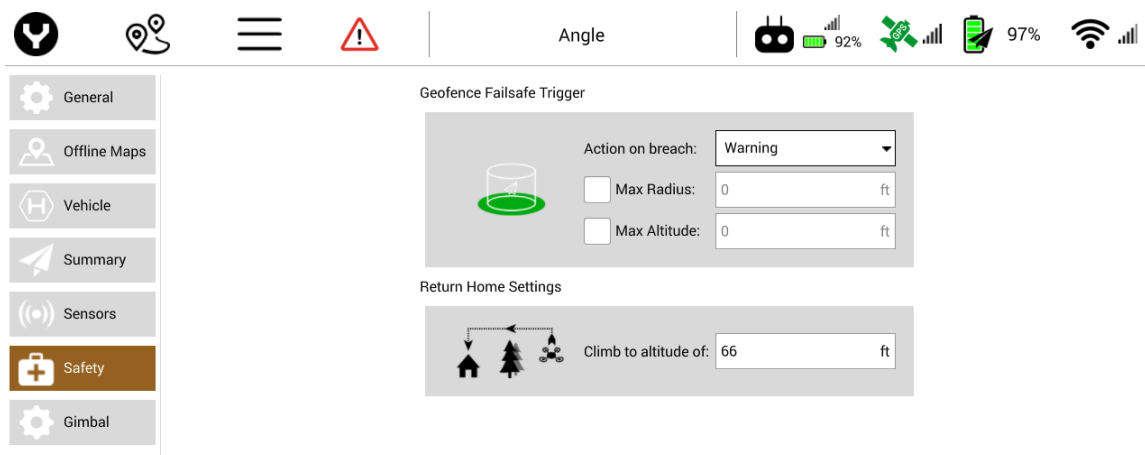 Angle
92%
GPS
97%
General
Offline Maps
Vehicle
Summary
Sensors
Safety
Gimbal
Geofence Failsafe Trigger
Action on breach: Warning
Max Radius: 0 ft
Max Altitude: 0 ft
Return Home Settings
Climb to altitude of: 66 ft